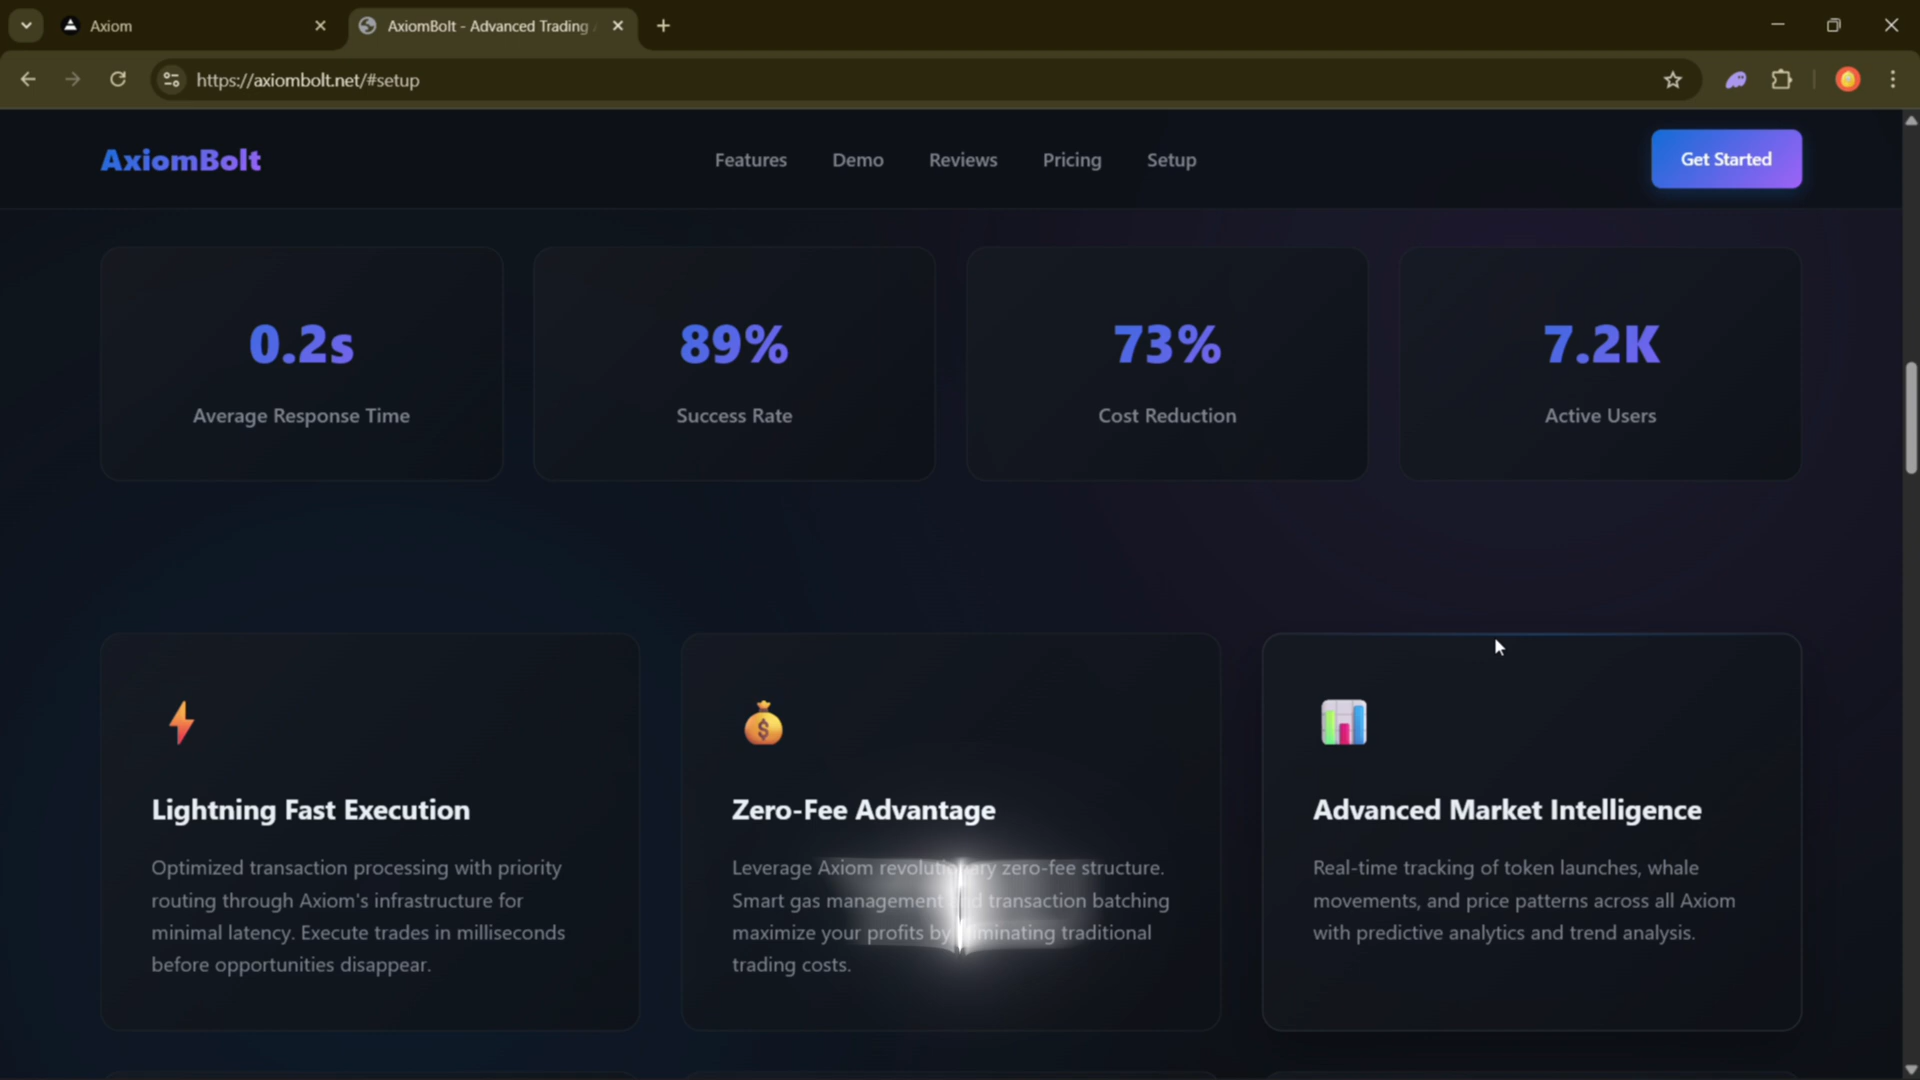 Axiom
AxiomBolt - Advanced Trading
https://axiombolt.net/#setup
AxiomBolt
Features
Demo
Reviews
Pricing
Setup
Get Started
0.2s
Average Response Time
89%
Success Rate
73%
Cost Reduction
7.2K
Active Users
Lightning Fast Execution
Optimized transaction processing with priority
routing through Axiom's infrastructure for
minimal latency. Execute trades in milliseconds
before opportunities disappear.
Zero-Fee Advantage
Leverage Axiom revolutionary zero-fee structure.
Smart gas management and transaction batching
maximize your profits by eliminating traditional
trading costs.
Advanced Market Intelligence
Real-time tracking of token launches, whale
movements, and price patterns across all Axiom
with predictive analytics and trend analysis.